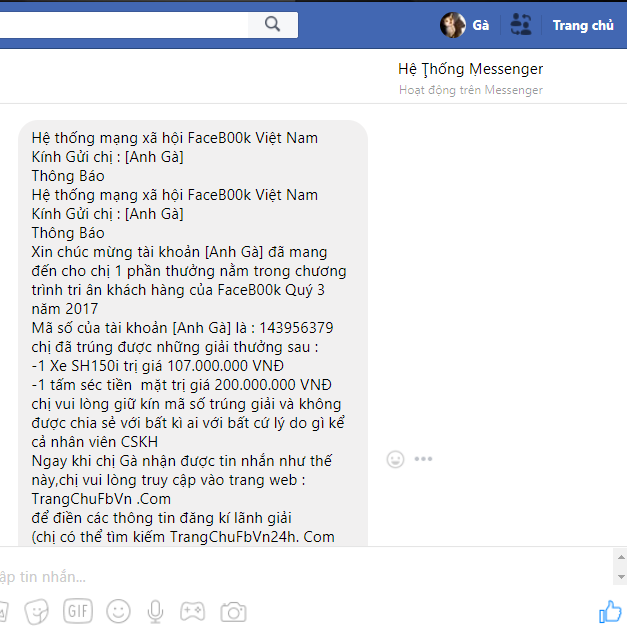 Gà
Trang chủ
Hệ Ţhống Messenger
Hoạt động trên Messenger
Hệ thống mạng xã hội FaceB00k Việt Nam
Kính Gửi chị : [Anh Gà]
Thông Báo
Hệ thống mạng xã hội FaceB00k Việt Nam
Kính Gửi chị : [Anh Gà]
Thông Báo
Xin chúc mừng tài khoản [Anh Gà] đã mang
đến cho chị 1 phần thưởng nằm trong chương
trình tri ân khách hàng của FaceB00k Quý 3
năm 2017
Mã số của tài khoản [Anh Gà] là : 143956379
chị đã trúng được những giải thưởng sau :
-1 Xe SH150i trị giá 107.000.000 VNĐ
-1 tấm séc tiền  mặt trị giá 200.000.000 VNĐ
chị vui lòng giữ kín mã số trúng giải và không
được chia sẻ với bất kì ai với bất cứ lý do gì kể
cả nhân viên CSKH
Ngay khi chị Gà nhận được tin nhắn như thế
này,chị vui lòng truy cập vào trang web :
TrangChuFbVn .Com
để điền các thông tin đăng kí lãnh giải
(chị có thể tìm kiếm TrangChuFbVn24h. Com
ập tin nhắn...
GIF